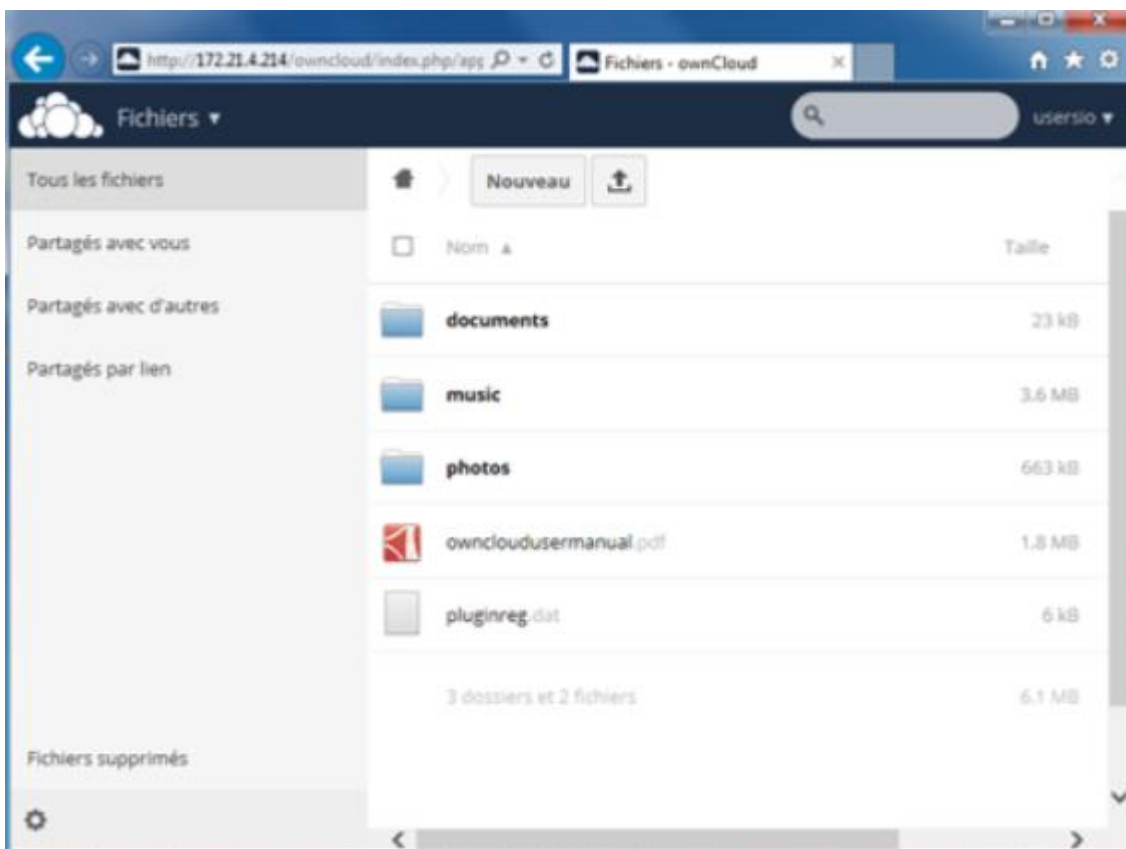 http://172.21.4.214/owncloud/index.php/app
Fichiers - ownCloud
Fichiers
usersio
Tous les fichiers
Nouveau
Partagés avec vous
Nom
Taille
Partagés avec d'autres
documents
23 kB
Partagés par lien
music
3.6 MB
photos
663 kB
ownclouduser​manual.pdf
1.8 MB
pluginreg.dat
6 kB
3 dossiers et 2 fichiers
6.1 MB
Fichiers supprimés